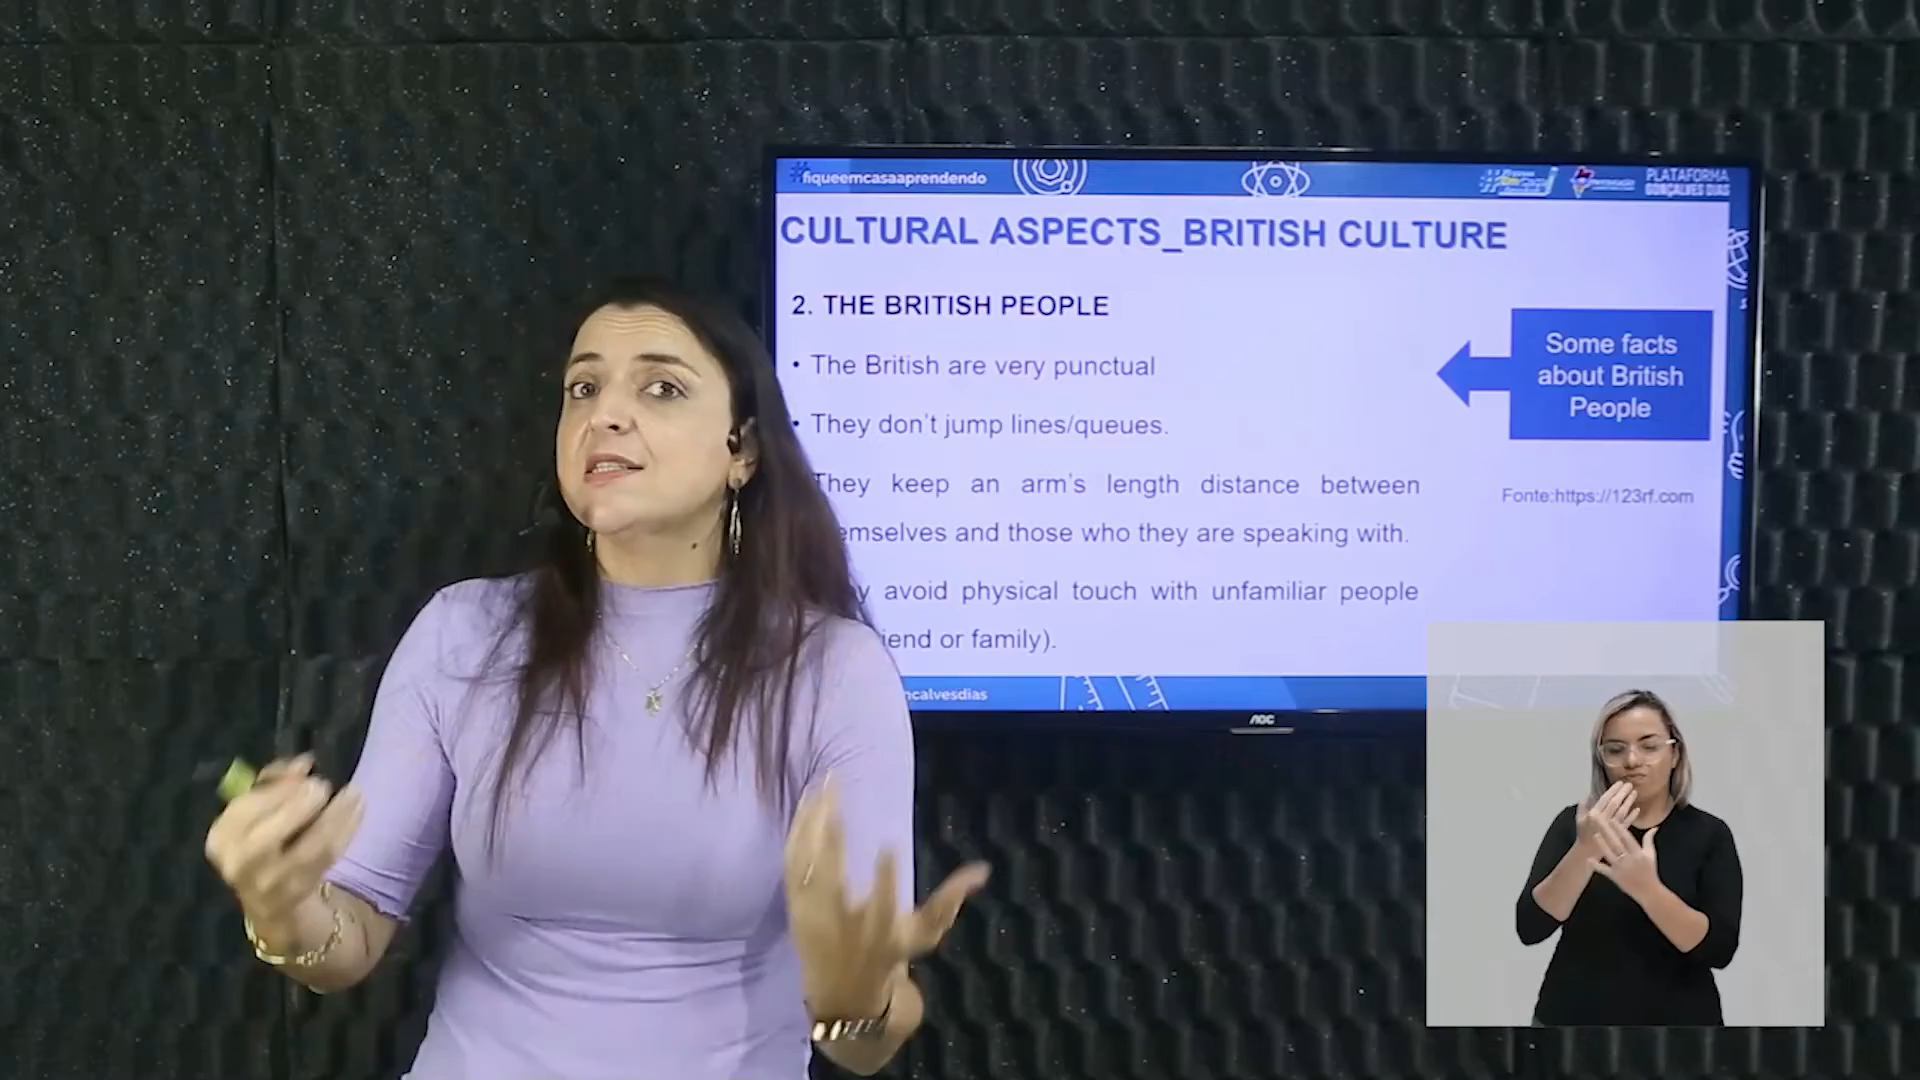 #fiqueemcasaaprendendo
PLATAFORMA
GONÇALVES DIAS
CULTURAL ASPECTS_BRITISH CULTURE
2. THE BRITISH PEOPLE
• The British are very punctual
• They don't jump lines/queues.
They keep an arm's length distance between
emselves and those who they are speaking with.
y avoid physical touch with unfamiliar people
iend or family).
Some facts
about British
People
Fonte:https://123rf.com
ncalvesdias
AOC